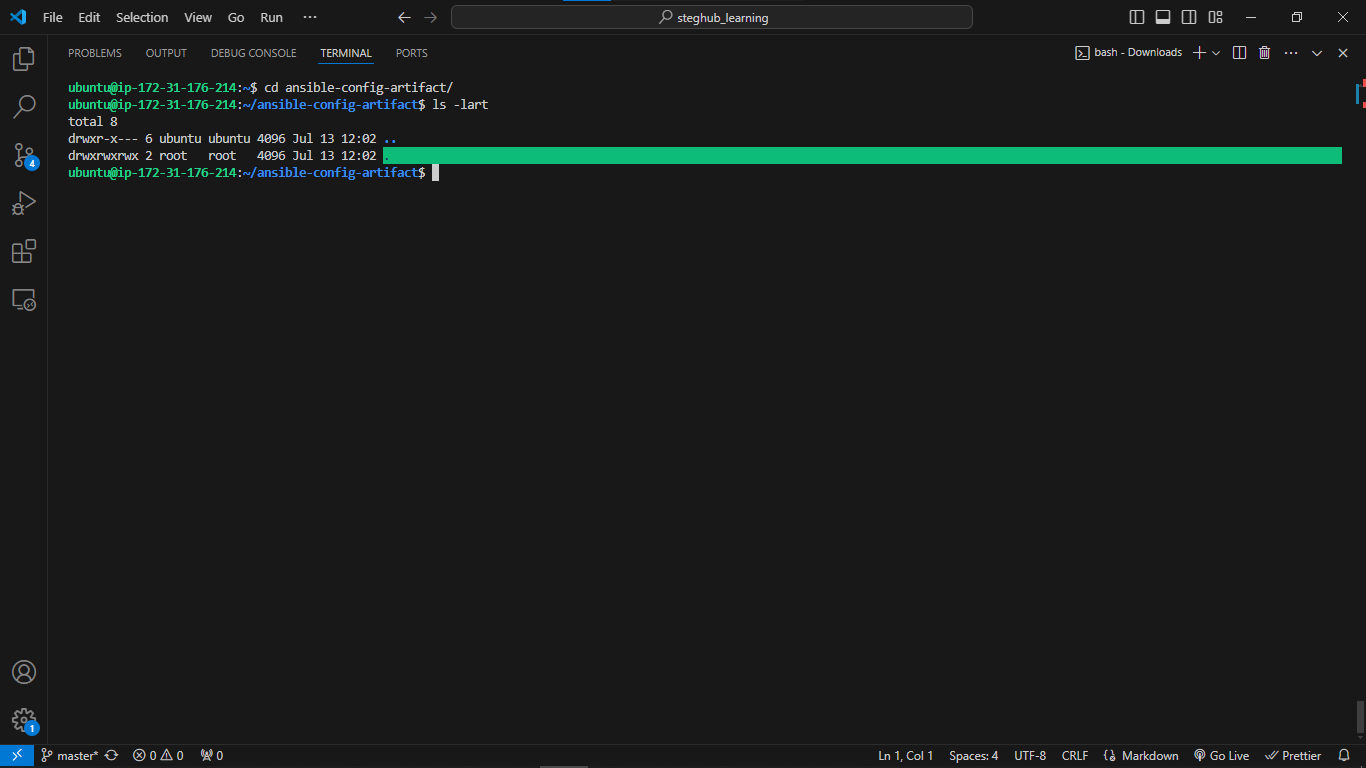 File Edit Selection View Go Run ···
steghub_learning
PROBLEMS OUTPUT DEBUG CONSOLE TERMINAL PORTS
bash - Downloads
ubuntu@ip-172-31-176-214:~$ cd ansible-config-artifact/
ubuntu@ip-172-31-176-214:~/ansible-config-artifact$ ls -lart
total 8
drwxr-x--- 6 ubuntu ubuntu 4096 Jul 13 12:02 ..
drwxrwxrwx 2 root   root   4096 Jul 13 12:02 .
ubuntu@ip-172-31-176-214:~/ansible-config-artifact$
4
1
master* 0 0 0 Ln 1, Col 1 Spaces: 4 UTF-8 CRLF Markdown Go Live Prettier